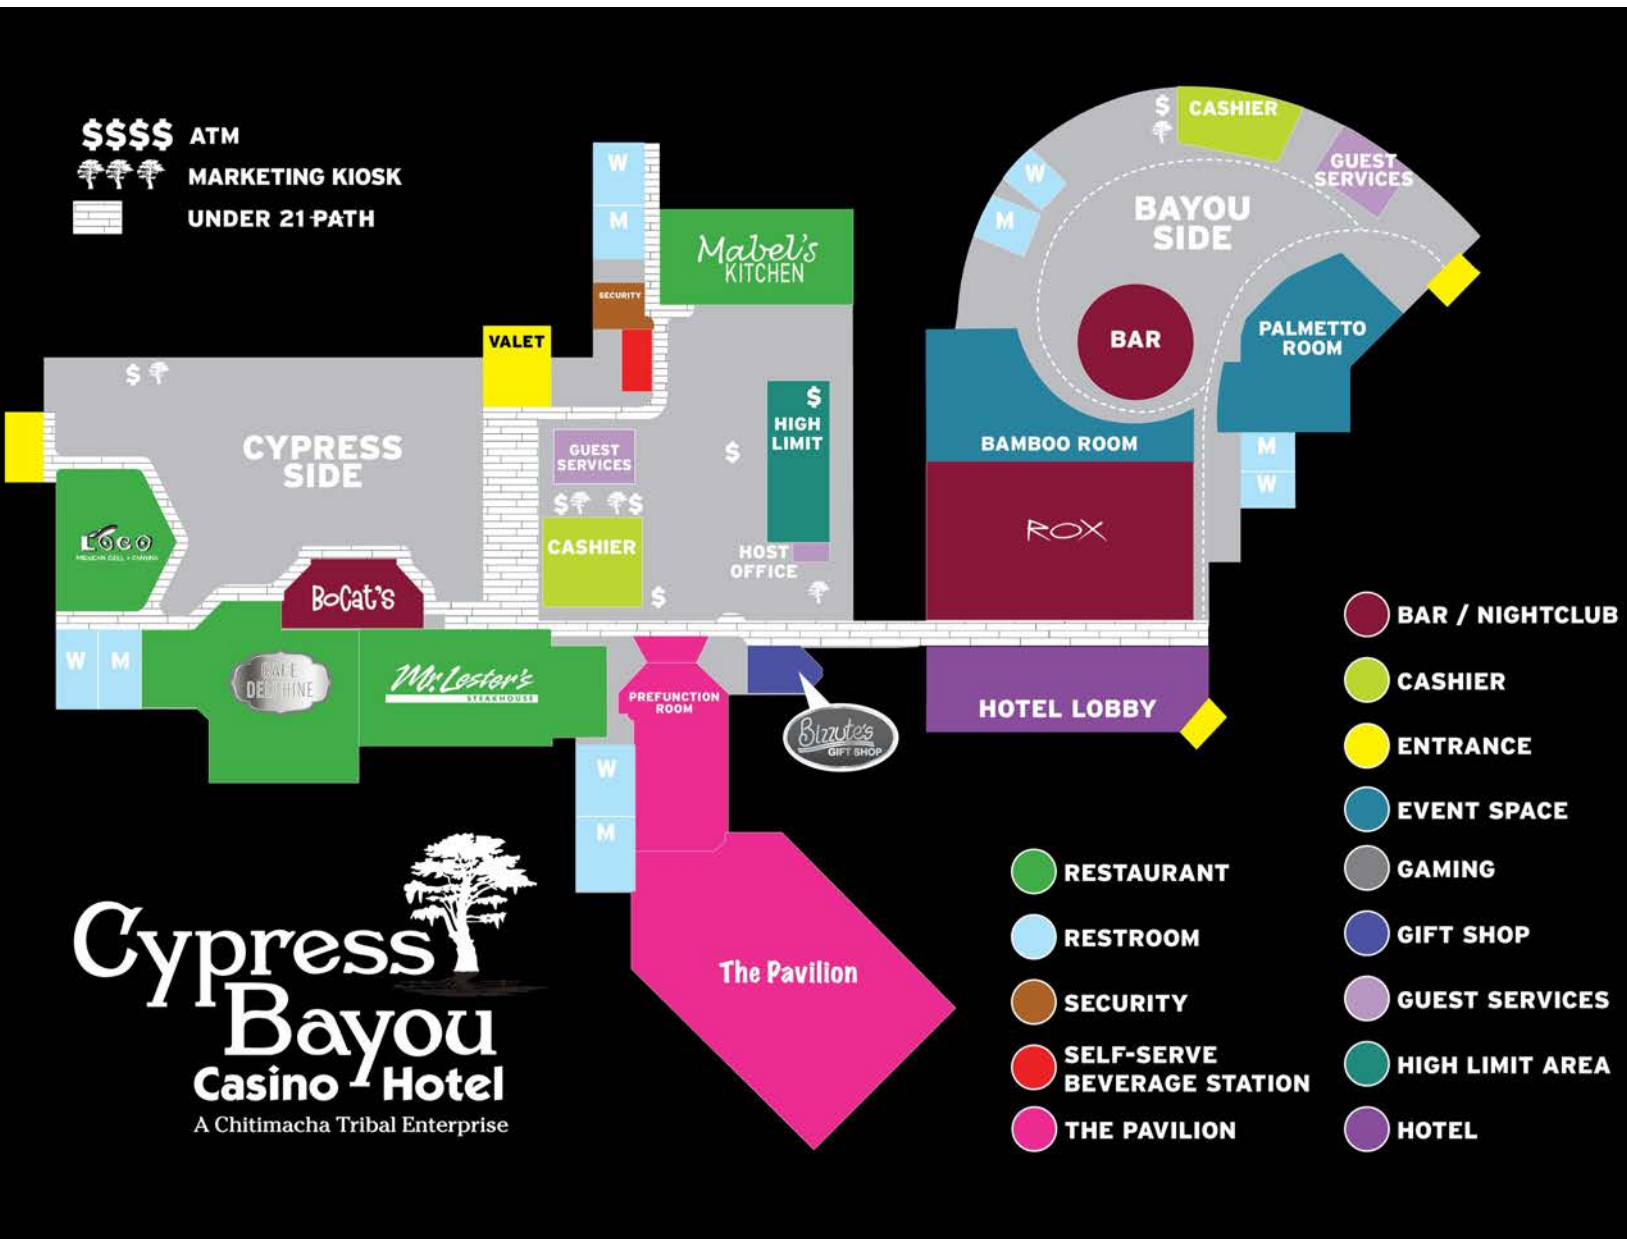 $$$$ ATM
MARKETING KIOSK
UNDER 21 PATH
W
M
SECURITY
Mabel's
KITCHEN
VALET
$
CYPRESS
SIDE
GUEST
SERVICES
$ $
CASHIER
$
$
$
HIGH
LIMIT
HOST
OFFICE
LOCO
BoCat's
W M
CAFE
DELPHINE
Mr. Lester's
STEAKHOUSE
PREFUNCTION
ROOM
Bizzute's
GIFT SHOP
W
M
The Pavilion
$ CASHIER
GUEST
SERVICES
W
M
BAYOU
SIDE
BAR
PALMETTO
ROOM
BAMBOO ROOM
M
W
ROX
HOTEL LOBBY
BAR / NIGHTCLUB
CASHIER
ENTRANCE
EVENT SPACE
GAMING
GIFT SHOP
GUEST SERVICES
HIGH LIMIT AREA
HOTEL
RESTAURANT
RESTROOM
SECURITY
SELF-SERVE
BEVERAGE STATION
THE PAVILION
Cypress
Bayou
Casino Hotel
A Chitimacha Tribal Enterprise